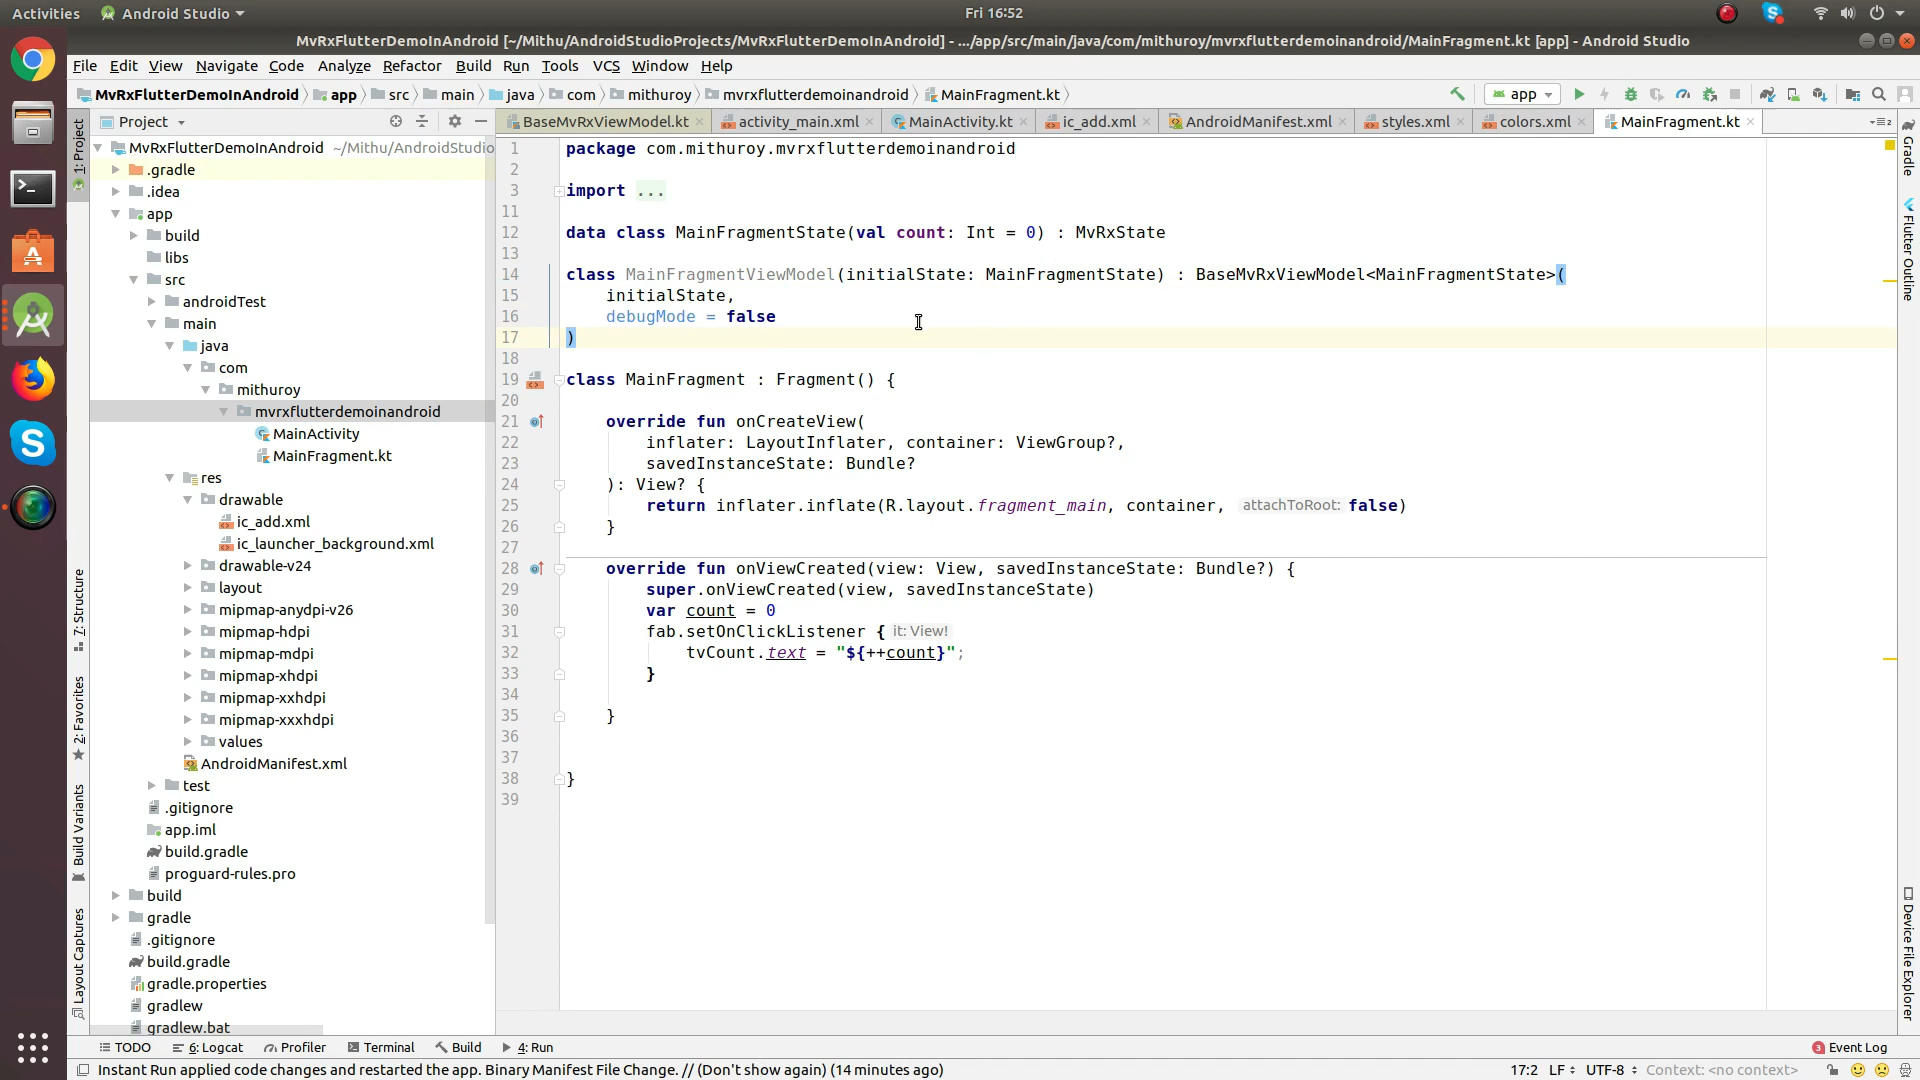 Activities
Android Studio
Fri 16:52
MvRxFlutterDemoInAndroid [~/Mithu/AndroidStudioProjects/MvRxFlutterDemoInAndroid] - .../app/src/main/java/com/mithuroy/mvrxflutterdemoinandroid/MainFragment.kt [app] - Android Studio
File Edit View Navigate Code Analyze Refactor Build Run Tools VCS Window Help
MvRxFlutterDemoInAndroid app src main java com mithuroy mvrxflutterdemoinandroid MainFragment.kt
app
Project
BaseMvRxViewModel.kt activity_main.xml MainActivity.kt ic_add.xml AndroidManifest.xml styles.xml colors.xml MainFragment.kt
1: Project
7: Structure
2: Favorites
Build Variants
Layout Captures
MvRxFlutterDemoInAndroid ~/Mithu/AndroidStudio
.gradle
.idea
app
build
libs
src
androidTest
main
java
com
mithuroy
mvrxflutterdemoinandroid
MainActivity
MainFragment.kt
res
drawable
ic_add.xml
ic_launcher_background.xml
drawable-v24
layout
mipmap-anydpi-v26
mipmap-hdpi
mipmap-mdpi
mipmap-xhdpi
mipmap-xxhdpi
mipmap-xxxhdpi
values
AndroidManifest.xml
test
.gitignore
app.iml
build.gradle
proguard-rules.pro
build
gradle
.gitignore
build.gradle
gradle.properties
gradlew
gradlew.bat
1 package com.mithuroy.mvrxflutterdemoinandroid
2
3 import ...
11
12 data class MainFragmentState(val count: Int = 0) : MvRxState
13
14 class MainFragmentViewModel(initialState: MainFragmentState) : BaseMvRxViewModel<MainFragmentState>(
15 initialState,
16 debugMode = false
17 )
18
19 class MainFragment : Fragment() {
20
21 override fun onCreateView(
22 inflater: LayoutInflater, container: ViewGroup?,
23 savedInstanceState: Bundle?
24 ): View? {
25 return inflater.inflate(R.layout.fragment_main, container, attachToRoot: false)
26 }
27
28 override fun onViewCreated(view: View, savedInstanceState: Bundle?) {
29 super.onViewCreated(view, savedInstanceState)
30 var count = 0
31 fab.setOnClickListener { it: View!
32 tvCount.text = "${++count}";
33 }
34
35 }
36
37
38 }
39
Gradle
Flutter Outline
Device File Explorer
TODO 6: Logcat Profiler Terminal Build 4: Run
3 Event Log
Instant Run applied code changes and restarted the app. Binary Manifest File Change. // (Don't show again) (14 minutes ago)
17:2 LF UTF-8 Context: <no context>